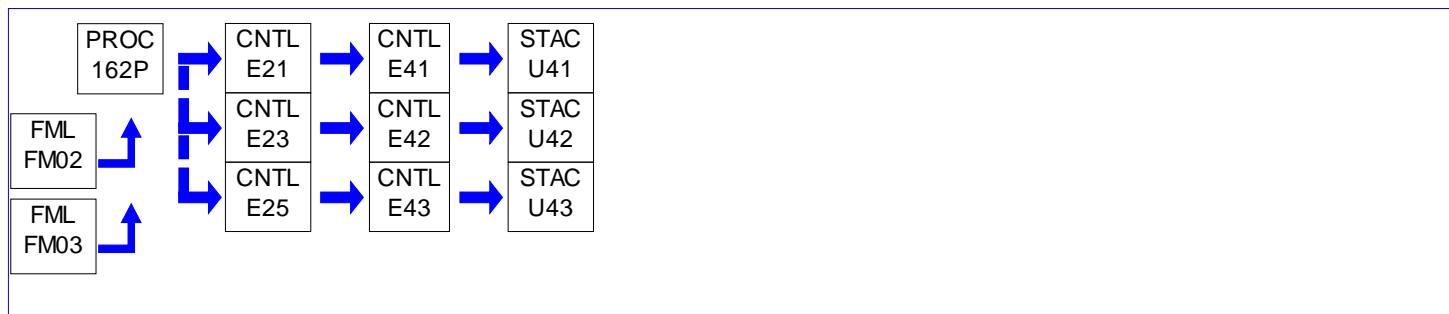 PROC
162P
CNTL
E21
CNTL
E41
STAC
U41
FML
FM02
CNTL
E23
CNTL
E42
STAC
U42
FML
FM03
CNTL
E25
CNTL
E43
STAC
U43